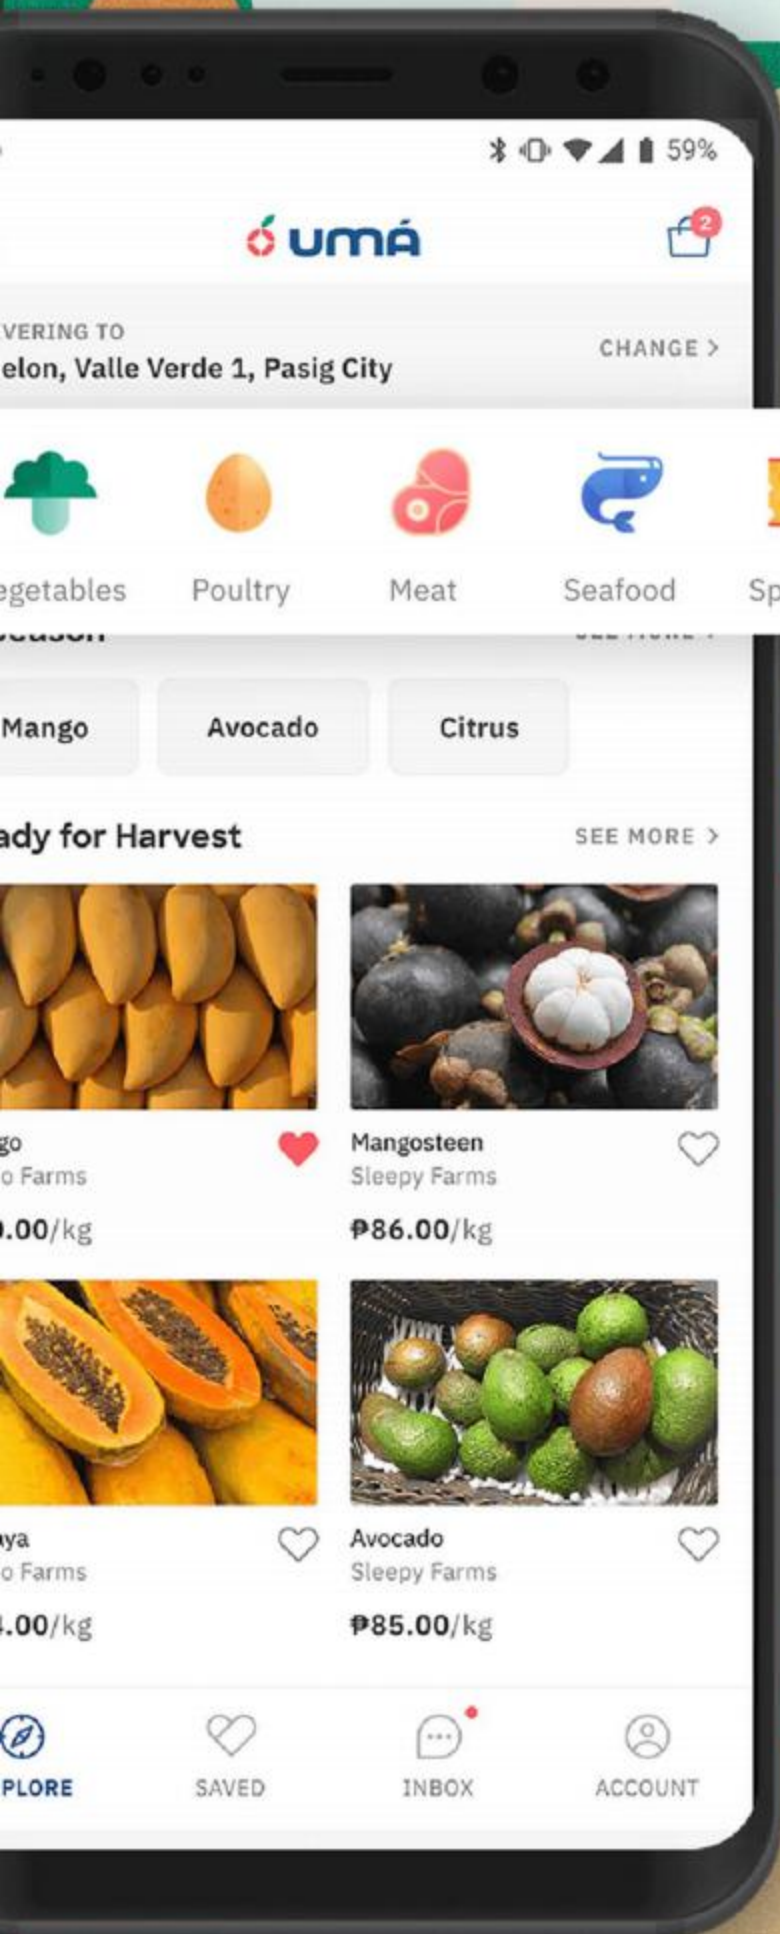 59%
umá
2
VERING TO
elon, Valle Verde 1, Pasig City
CHANGE >
egetables
Poultry
Meat
Seafood
Sp
Mango
Avocado
Citrus
ady for Harvest
SEE MORE >
go
o Farms
.00/kg
Mangosteen
Sleepy Farms
₱86.00/kg
aya
o Farms
.00/kg
Avocado
Sleepy Farms
₱85.00/kg
PLORE
SAVED
INBOX
ACCOUNT